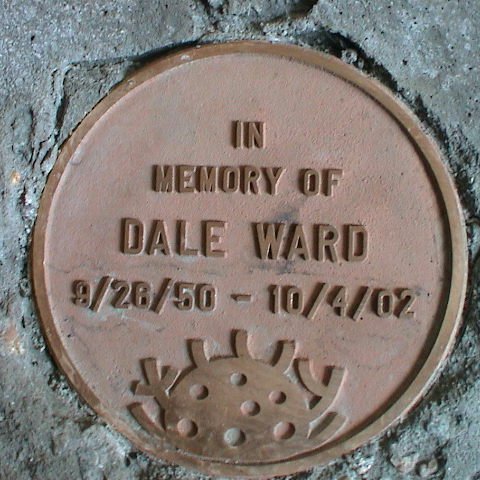 IN
MEMORY OF
DALE WARD
9/26/50 - 10/4/02